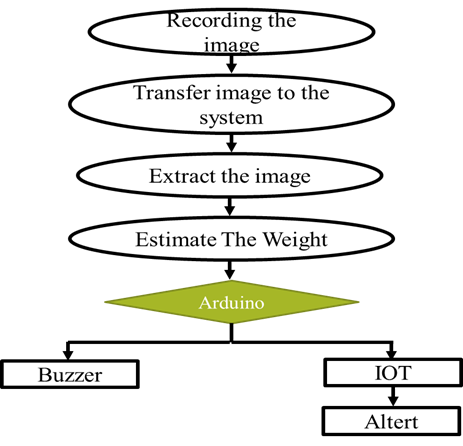 Recording the
image
Transfer image to the
system
Extract the image
Estimate The Weight
Arduino
Buzzer
IOT
Altert